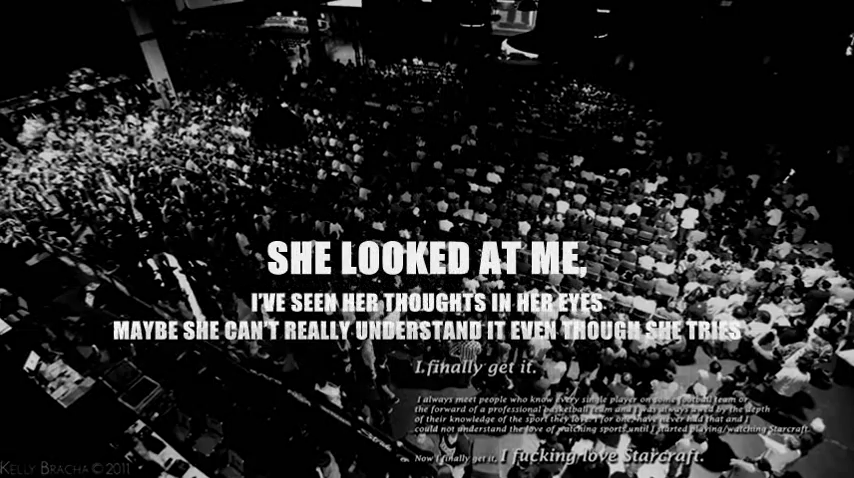 SHE LOOKED AT ME,
I'VE SEEN HER THOUGHTS IN HER EYES
MAYBE SHE CAN'T REALLY UNDERSTAND IT EVEN THOUGH SHE TRIES
I finally get it.
I always meet people who know every single player on some football team or
the forward of a professional basketball team and I was always awed by the depth
of their knowledge of the sport they love. I for one, have never had that and I
could not understand the love of watching sports until I started playing/watching Starcraft.
Now I finally get it, I fucking love Starcraft.
KELLY BRACHA © 2011